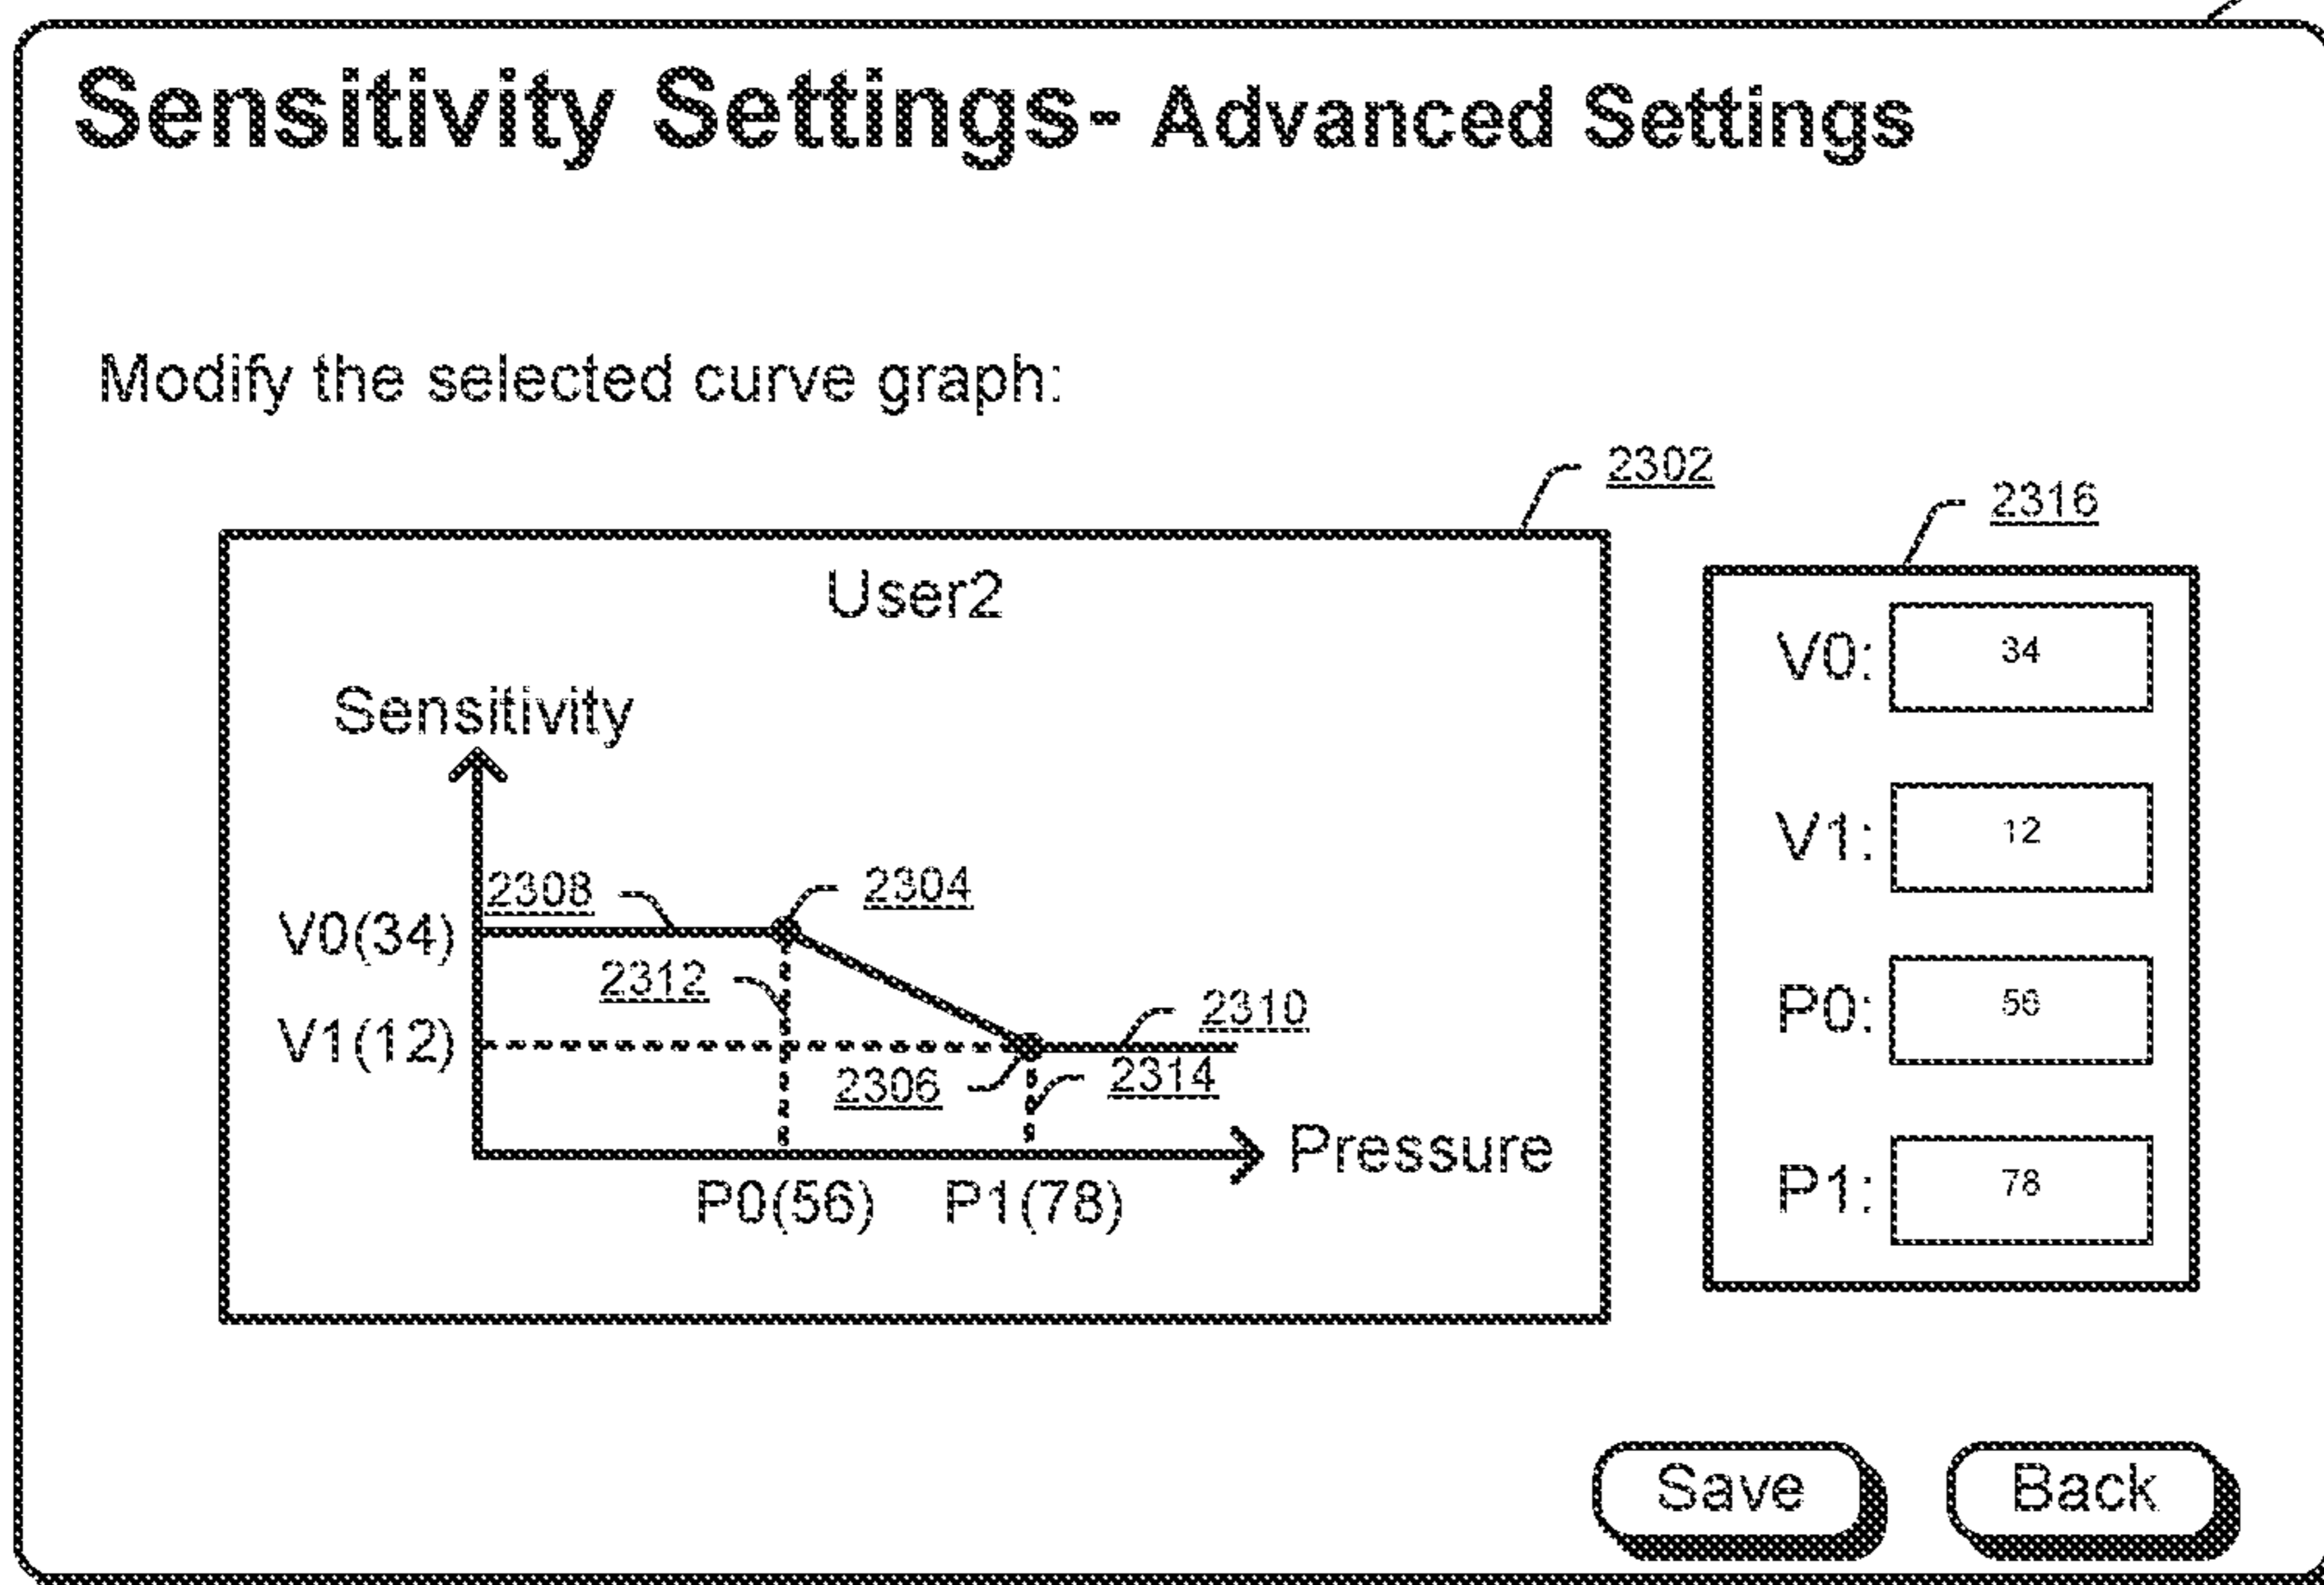 Sensitivity Settings- Advanced Settings
Modify the selected curve graph:
2302
2316
User2
Sensitivity
2308
2304
V0(34)
2312
2310
V1(12)
2306
2314
Pressure
P0(56)
P1(78)
V0: 34
V1: 12
P0: 56
P1: 78
Save
Back